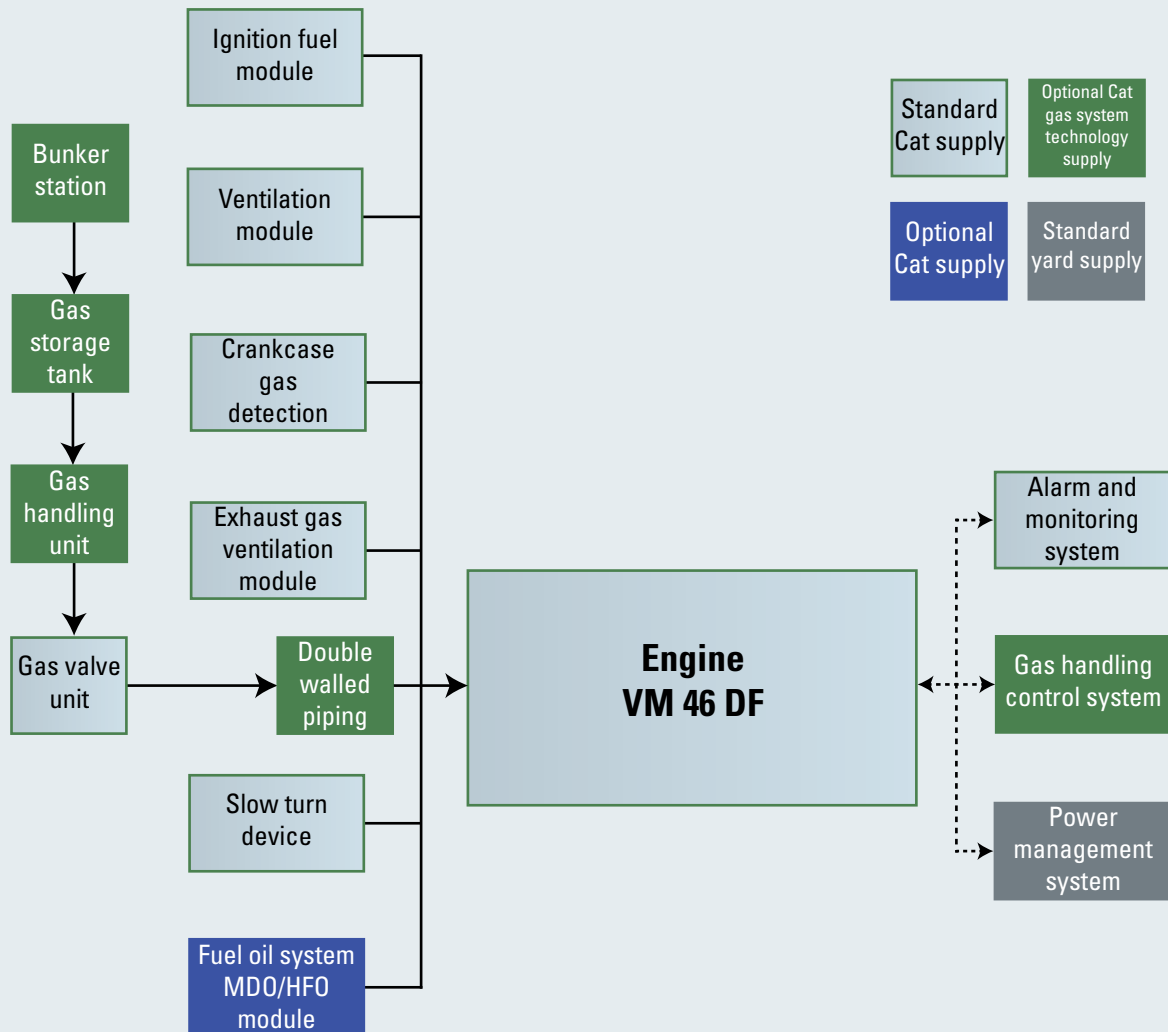 Ignition fuel
module
Bunker
station
Ventilation
module
Gas
storage
tank
Crankcase
gas
detection
Gas
handling
unit
Exhaust gas
ventilation
module
Gas valve
unit
Double
walled
piping
Slow turn
device
Fuel oil system
MDO/HFO
module
Engine
VM 46 DF
Standard
Cat supply
Optional Cat
gas system
technology
supply
Optional
Cat supply
Standard
yard supply
Alarm and
monitoring
system
Gas handling
control system
Power
management
system